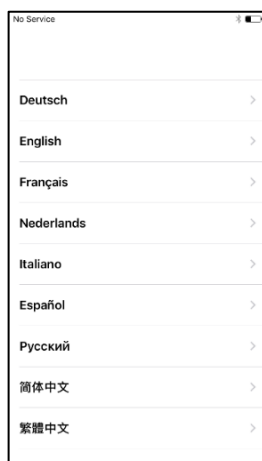 No Service
Deutsch
English
Français
Nederlands
Italiano
Español
Русский
简体中文
繁體中文